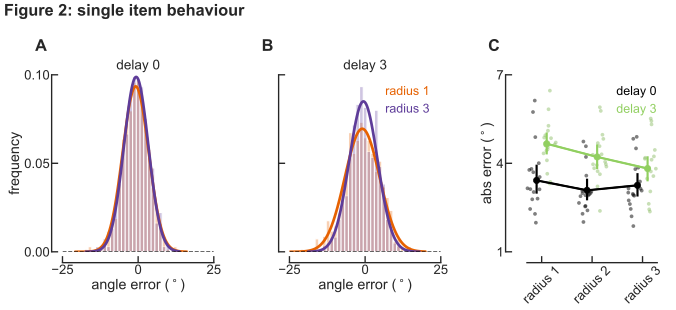 Figure 2: single item behaviour
A
B
C
delay 0
delay 3
radius 1
radius 3
delay 0
delay 3
0.10
0.05
0.00
frequency
−25
0
25
angle error ( ° )
−25
0
25
angle error ( ° )
7
4
1
abs error ( ° )
radius 1
radius 2
radius 3